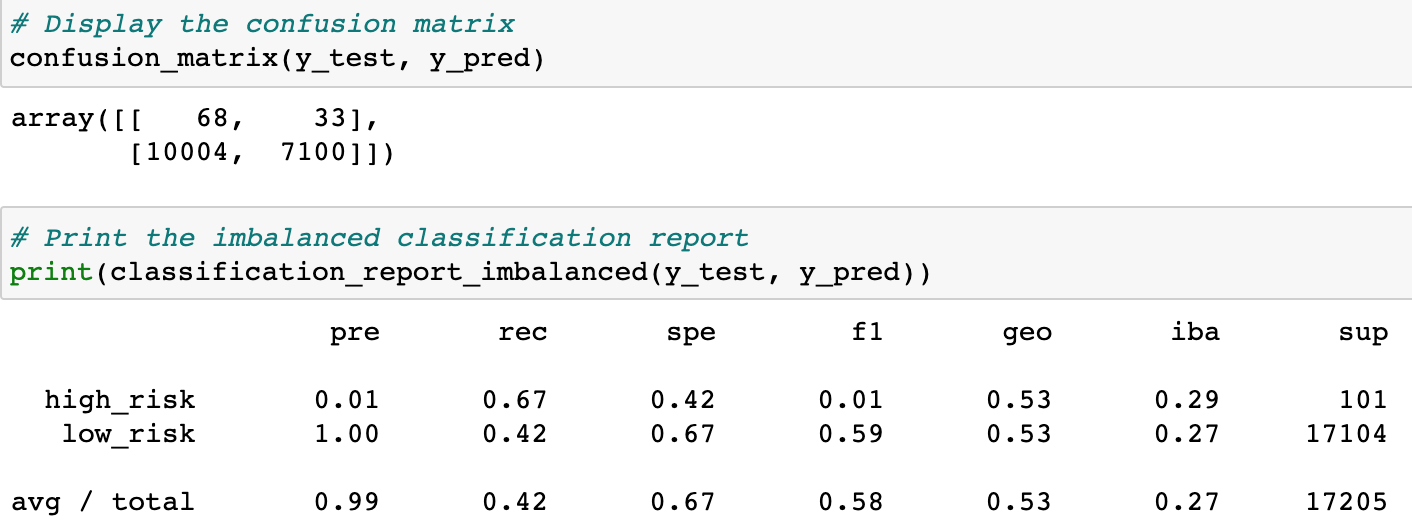 # Display the confusion matrix
confusion_matrix(y_test, y_pred)
array([[   68,    33],
       [10004,  7100]])
# Print the imbalanced classification report
print(classification_report_imbalanced(y_test, y_pred))
                   pre       rec       spe        f1       geo       iba       sup
  high_risk       0.01      0.67      0.42      0.01      0.53      0.29       101
   low_risk       1.00      0.42      0.67      0.59      0.53      0.27     17104
avg / total       0.99      0.42      0.67      0.58      0.53      0.27     17205